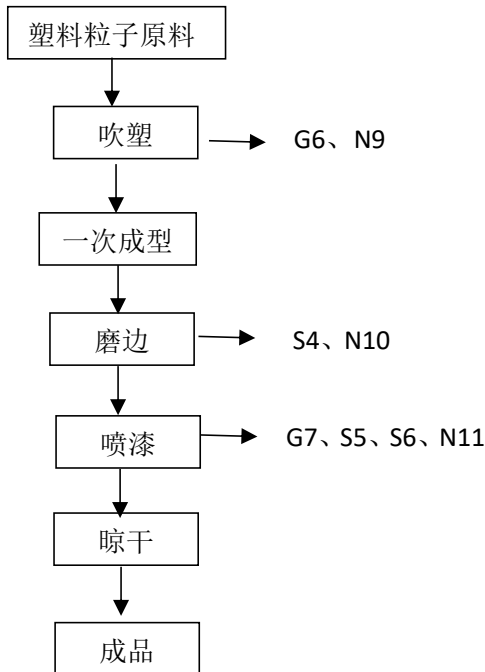 塑料粒子原料
吹塑
G6、N9
一次成型
磨边
S4、N10
喷漆
G7、S5、S6、N11
晾干
成品